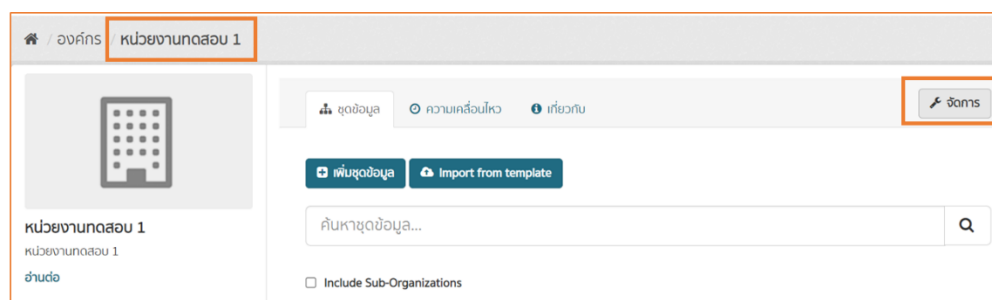 / องค์กร / หน่วยงานทดสอบ 1
ชุดข้อมูล ความเคลื่อนไหว เกี่ยวกับ จัดการ
เพิ่มชุดข้อมูล Import from template
ค้นหาชุดข้อมูล...
หน่วยงานทดสอบ 1
หน่วยงานทดสอบ 1
อ่านต่อ
Include Sub-Organizations